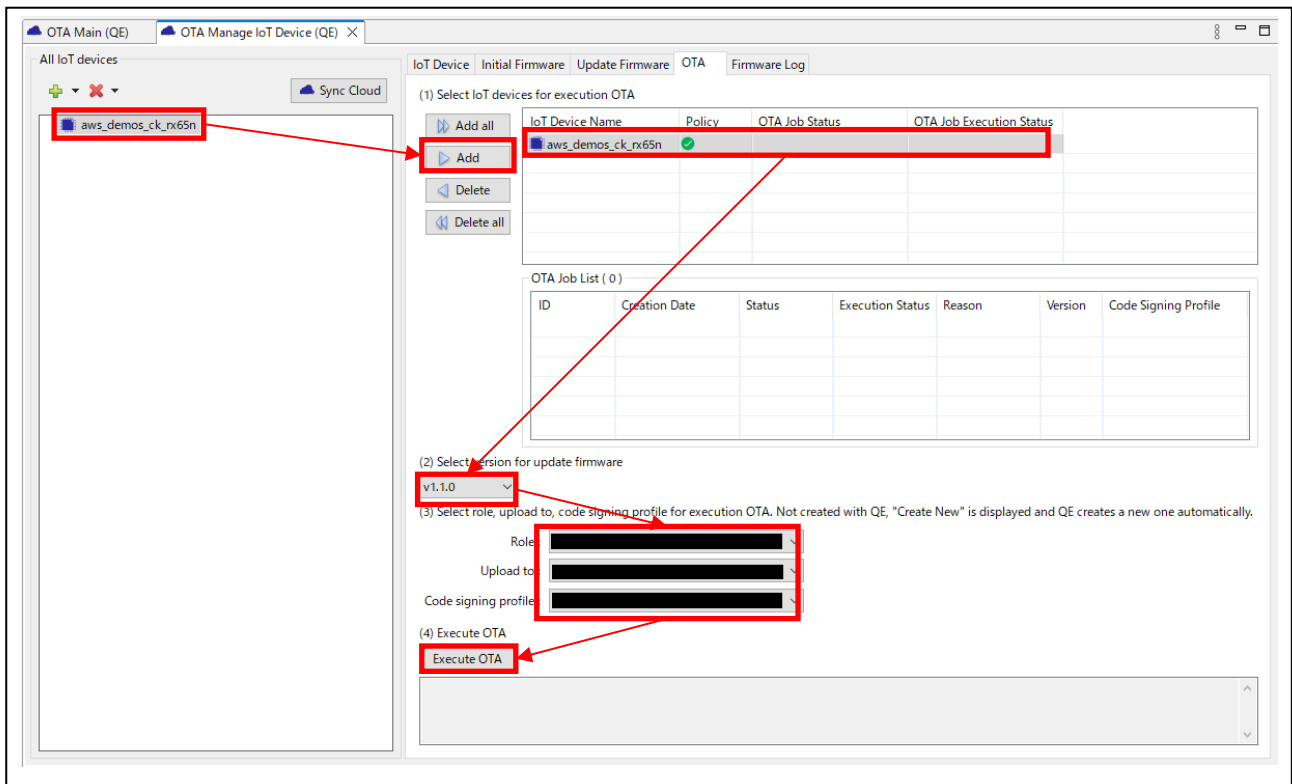 OTA Main (QE)
OTA Manage IoT Device (QE)
All IoT devices
Sync Cloud
aws_demos_ck_rx65n
IoT Device
Initial Firmware
Update Firmware
OTA
Firmware Log
(1) Select IoT devices for execution OTA
Add all
Add
Delete
Delete all
IoT Device Name
Policy
OTA Job Status
OTA Job Execution Status
aws_demos_ck_rx65n
OTA Job List ( 0 )
ID
Creation Date
Status
Execution Status
Reason
Version
Code Signing Profile
(2) Select version for update firmware
v1.1.0
(3) Select role, upload to, code signing profile for execution OTA. Not created with QE, "Create New" is displayed and QE creates a new one automatically.
Role:
Upload to:
Code signing profile:
(4) Execute OTA
Execute OTA